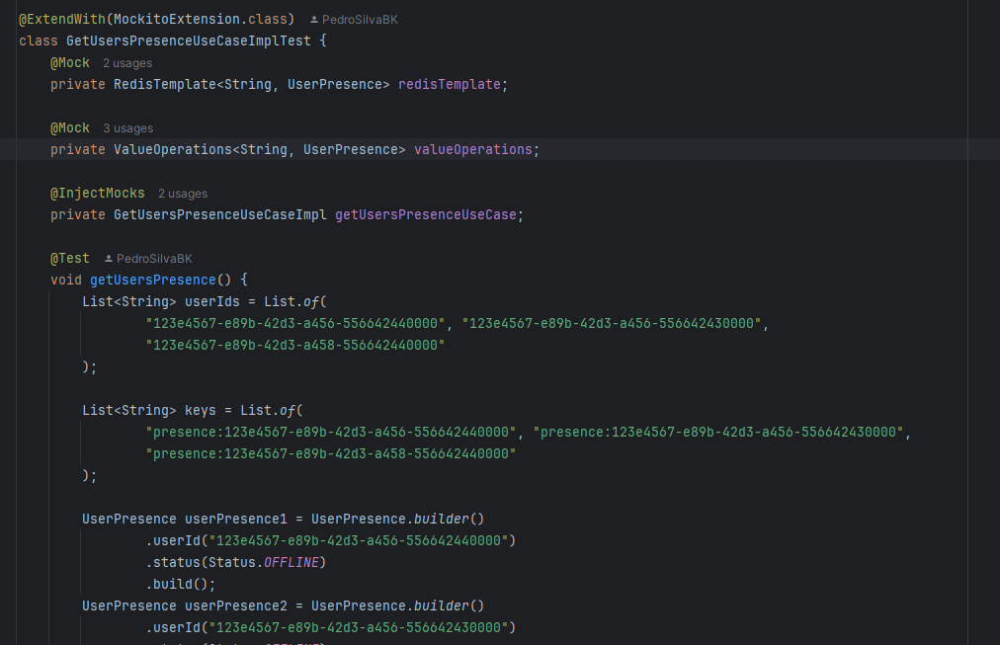 @ExtendWith(MockitoExtension.class) PedroSilvaBK
class GetUsersPresenceUseCaseImplTest {
@Mock 2 usages
private RedisTemplate<String, UserPresence> redisTemplate;
@Mock 3 usages
private ValueOperations<String, UserPresence> valueOperations;
@InjectMocks 2 usages
private GetUsersPresenceUseCaseImpl getUsersPresenceUseCase;
@Test PedroSilvaBK
void getUsersPresence() {
List<String> userIds = List.of(
"123e4567-e89b-42d3-a456-556642440000", "123e4567-e89b-42d3-a456-556642430000",
"123e4567-e89b-42d3-a458-556642440000"
);
List<String> keys = List.of(
"presence:123e4567-e89b-42d3-a456-556642440000", "presence:123e4567-e89b-42d3-a456-556642430000",
"presence:123e4567-e89b-42d3-a458-556642440000"
);
UserPresence userPresence1 = UserPresence.builder()
.userId("123e4567-e89b-42d3-a456-556642440000")
.status(Status.OFFLINE)
.build();
UserPresence userPresence2 = UserPresence.builder()
.userId("123e4567-e89b-42d3-a456-556642430000")